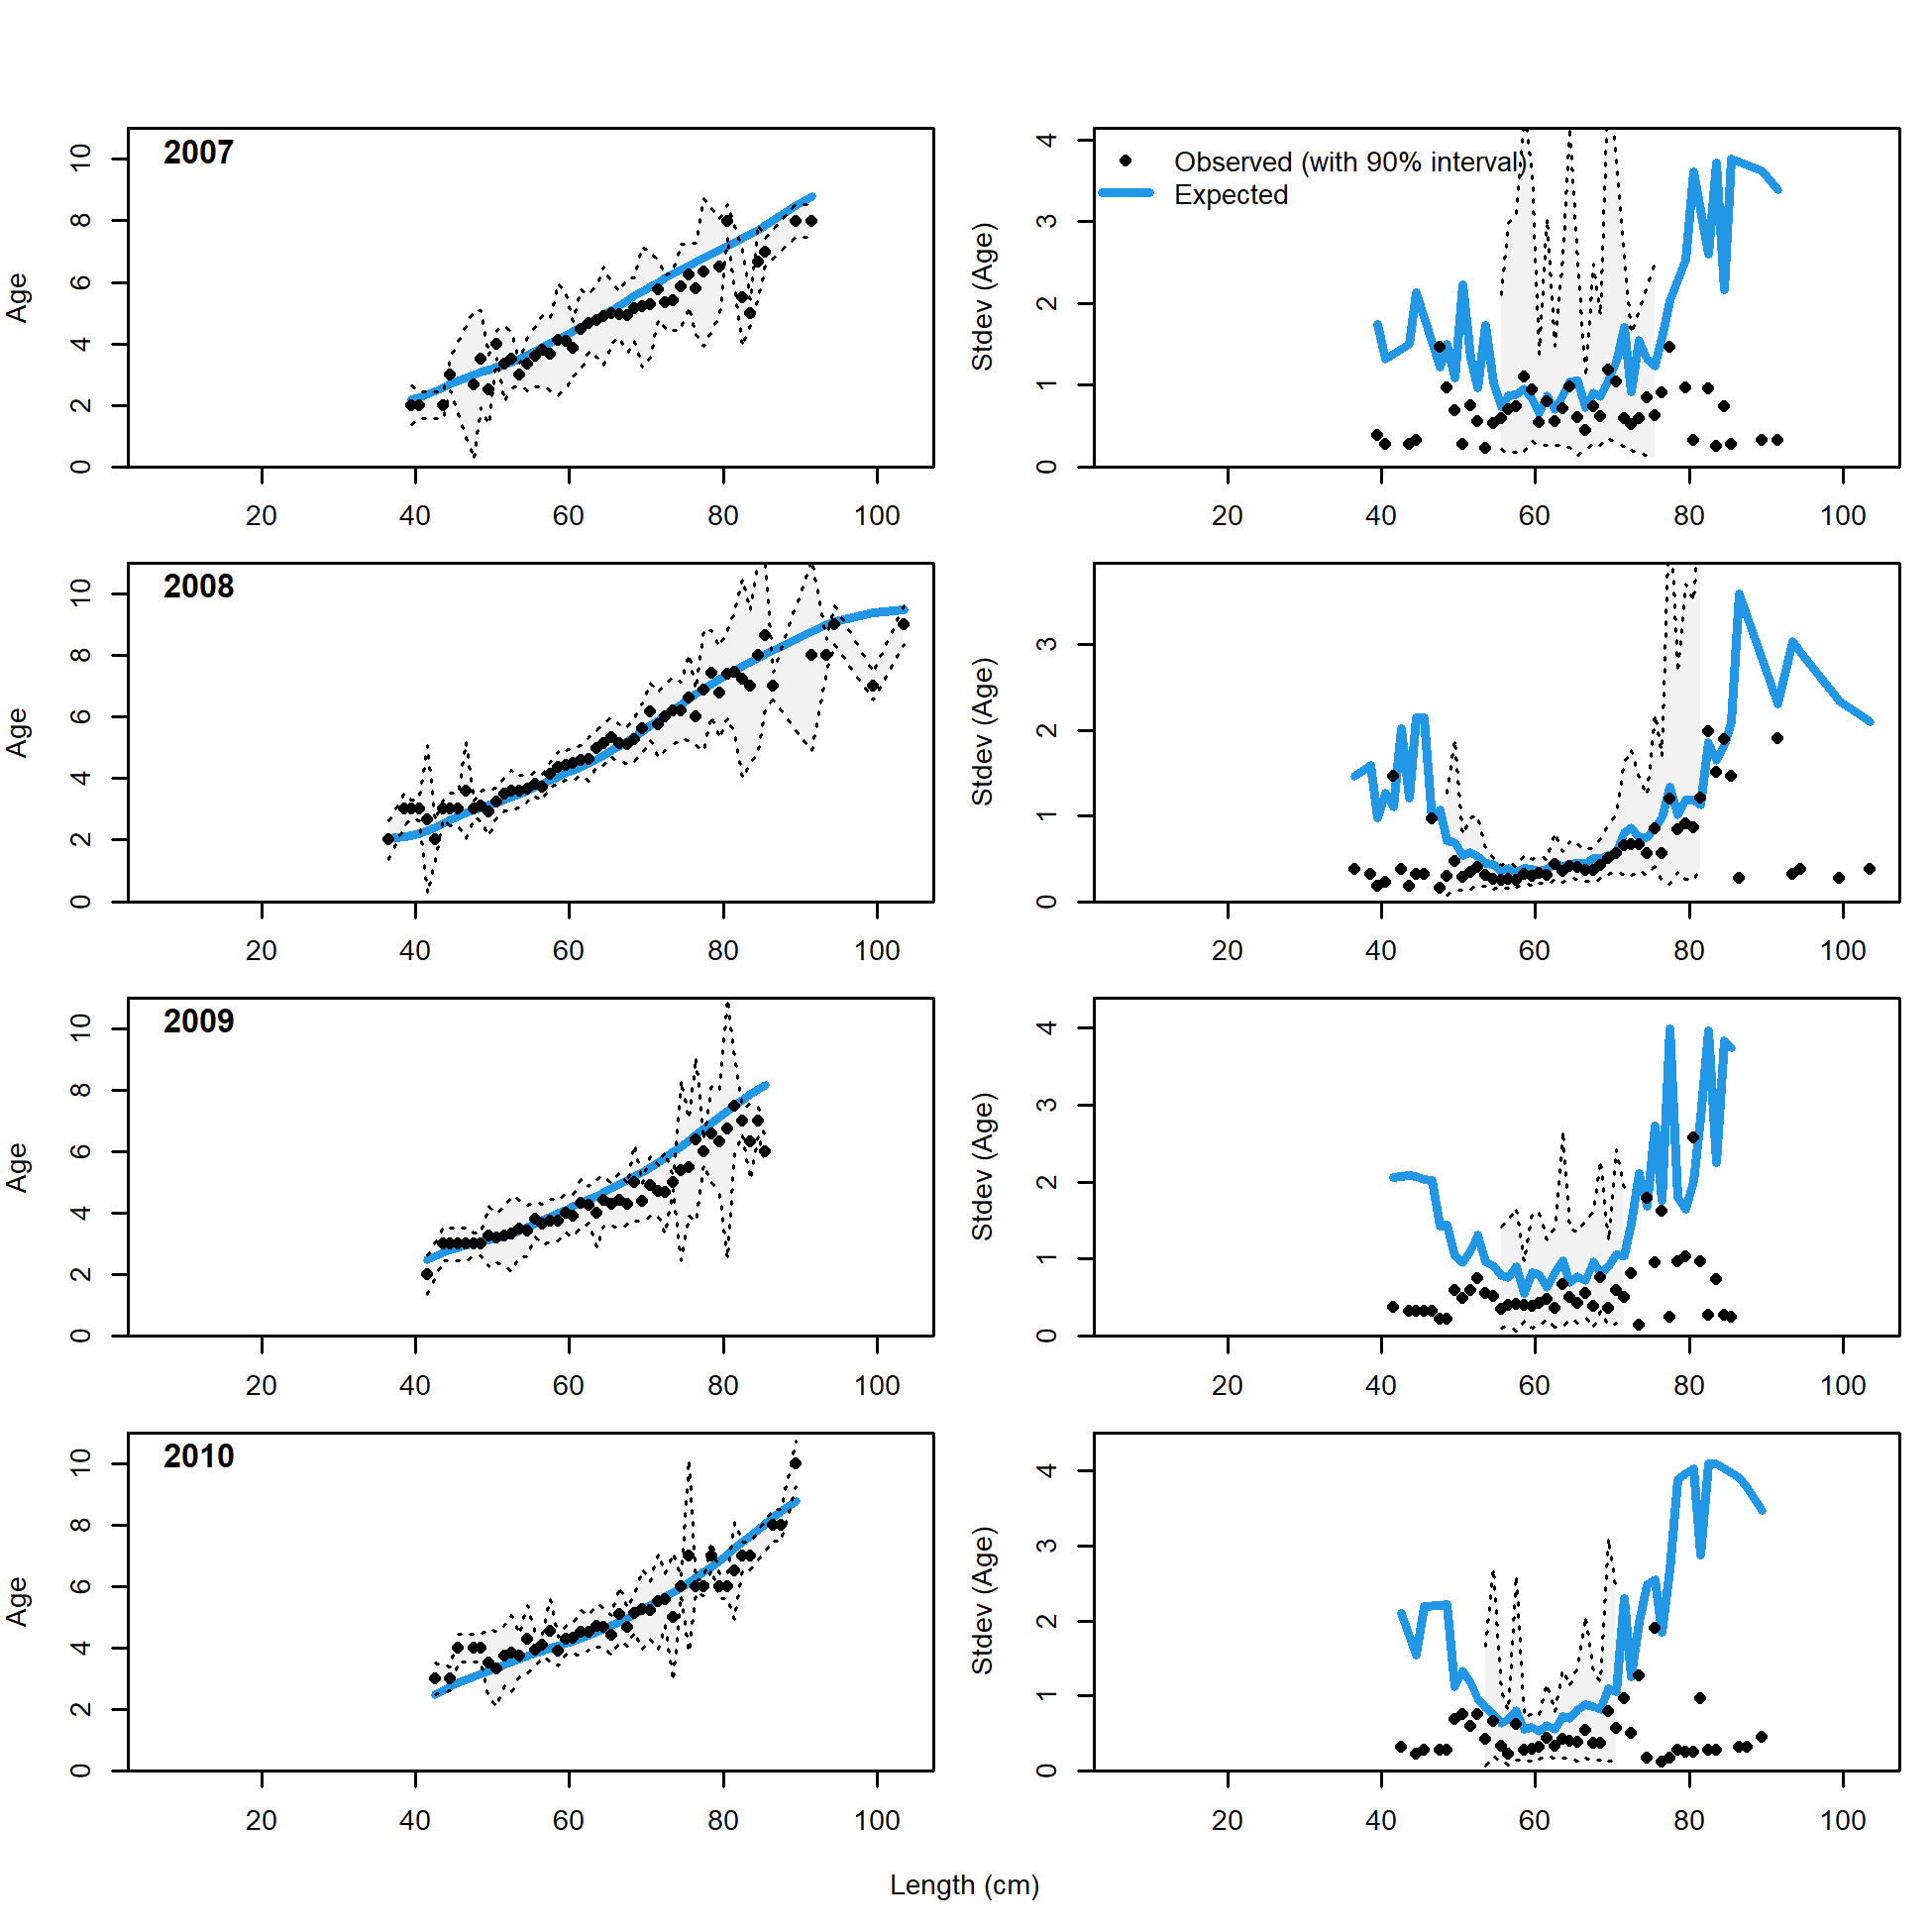 2007
Age
0 2 4 6 8 10
20 40 60 80 100
Observed (with 90% interval)
Expected
Stdev (Age)
0 1 2 3 4
20 40 60 80 100
2008
Age
0 2 4 6 8 10
20 40 60 80 100
Stdev (Age)
0 1 2 3
20 40 60 80 100
2009
Age
0 2 4 6 8 10
20 40 60 80 100
Stdev (Age)
0 1 2 3 4
20 40 60 80 100
2010
Age
0 2 4 6 8 10
20 40 60 80 100
Stdev (Age)
0 1 2 3 4
20 40 60 80 100
Length (cm)